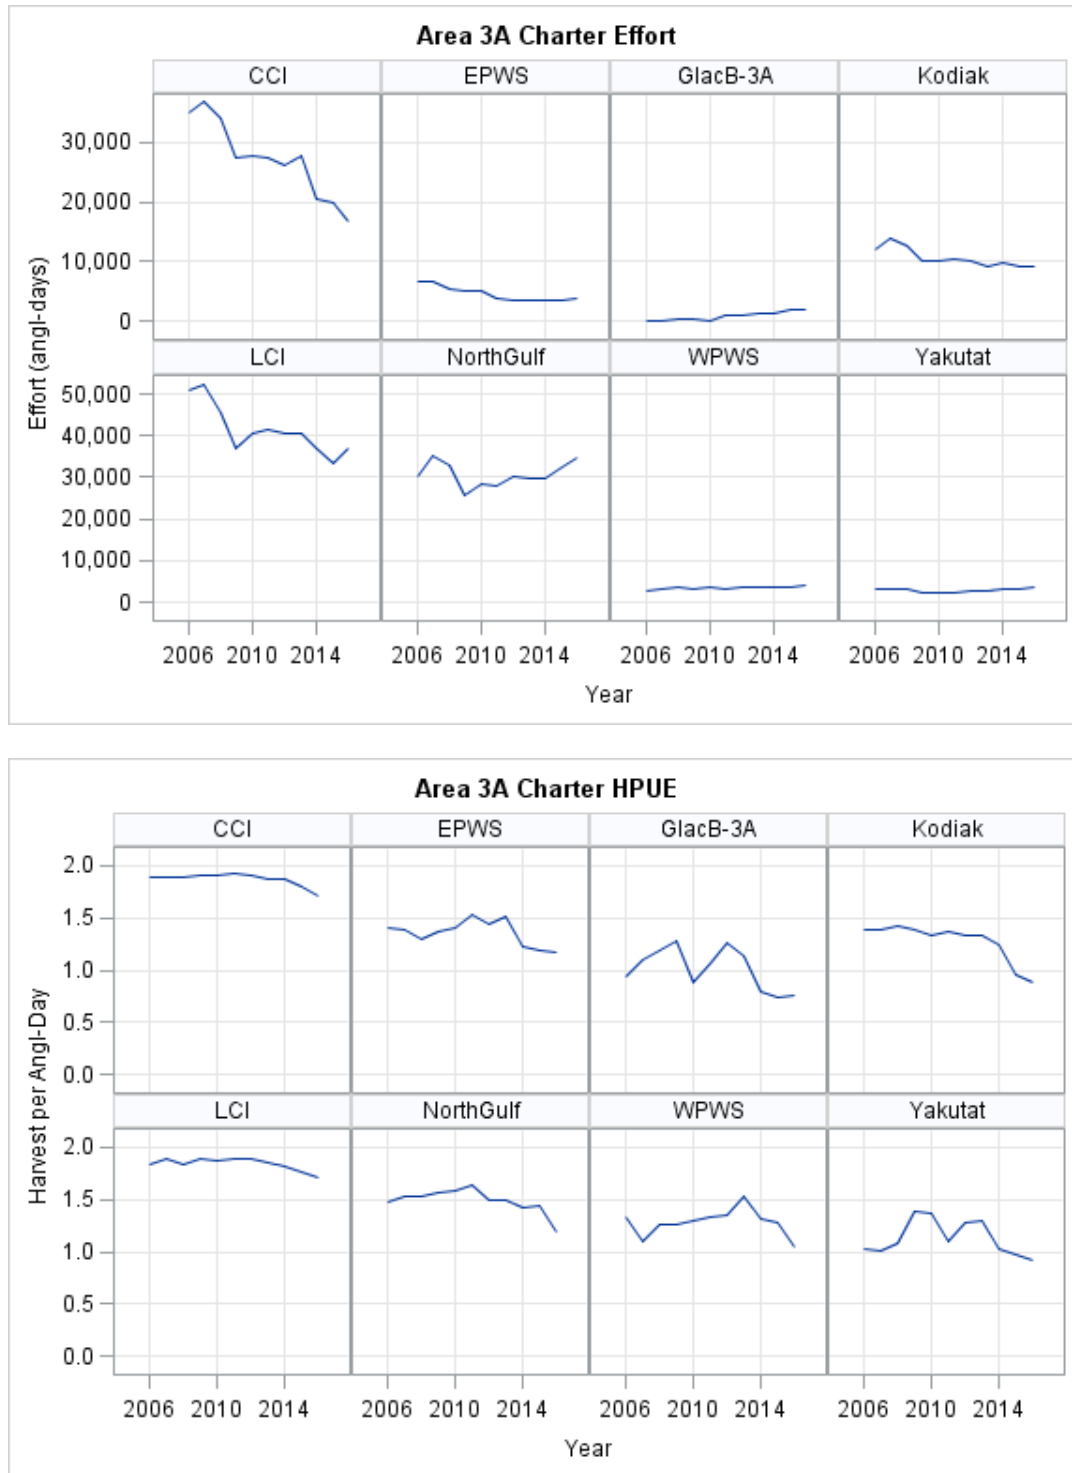 Area 3A Charter Effort
CCI EPWS GlacB-3A Kodiak
30,000
20,000
10,000
0
Effort (angl-days)
LCI NorthGulf WPWS Yakutat
50,000
40,000
30,000
20,000
10,000
0
2006 2010 2014 2006 2010 2014 2006 2010 2014 2006 2010 2014
Year
Area 3A Charter HPUE
CCI EPWS GlacB-3A Kodiak
2.0
1.5
1.0
0.5
0.0
Harvest per Angl-Day
LCI NorthGulf WPWS Yakutat
2.0
1.5
1.0
0.5
0.0
2006 2010 2014 2006 2010 2014 2006 2010 2014 2006 2010 2014
Year